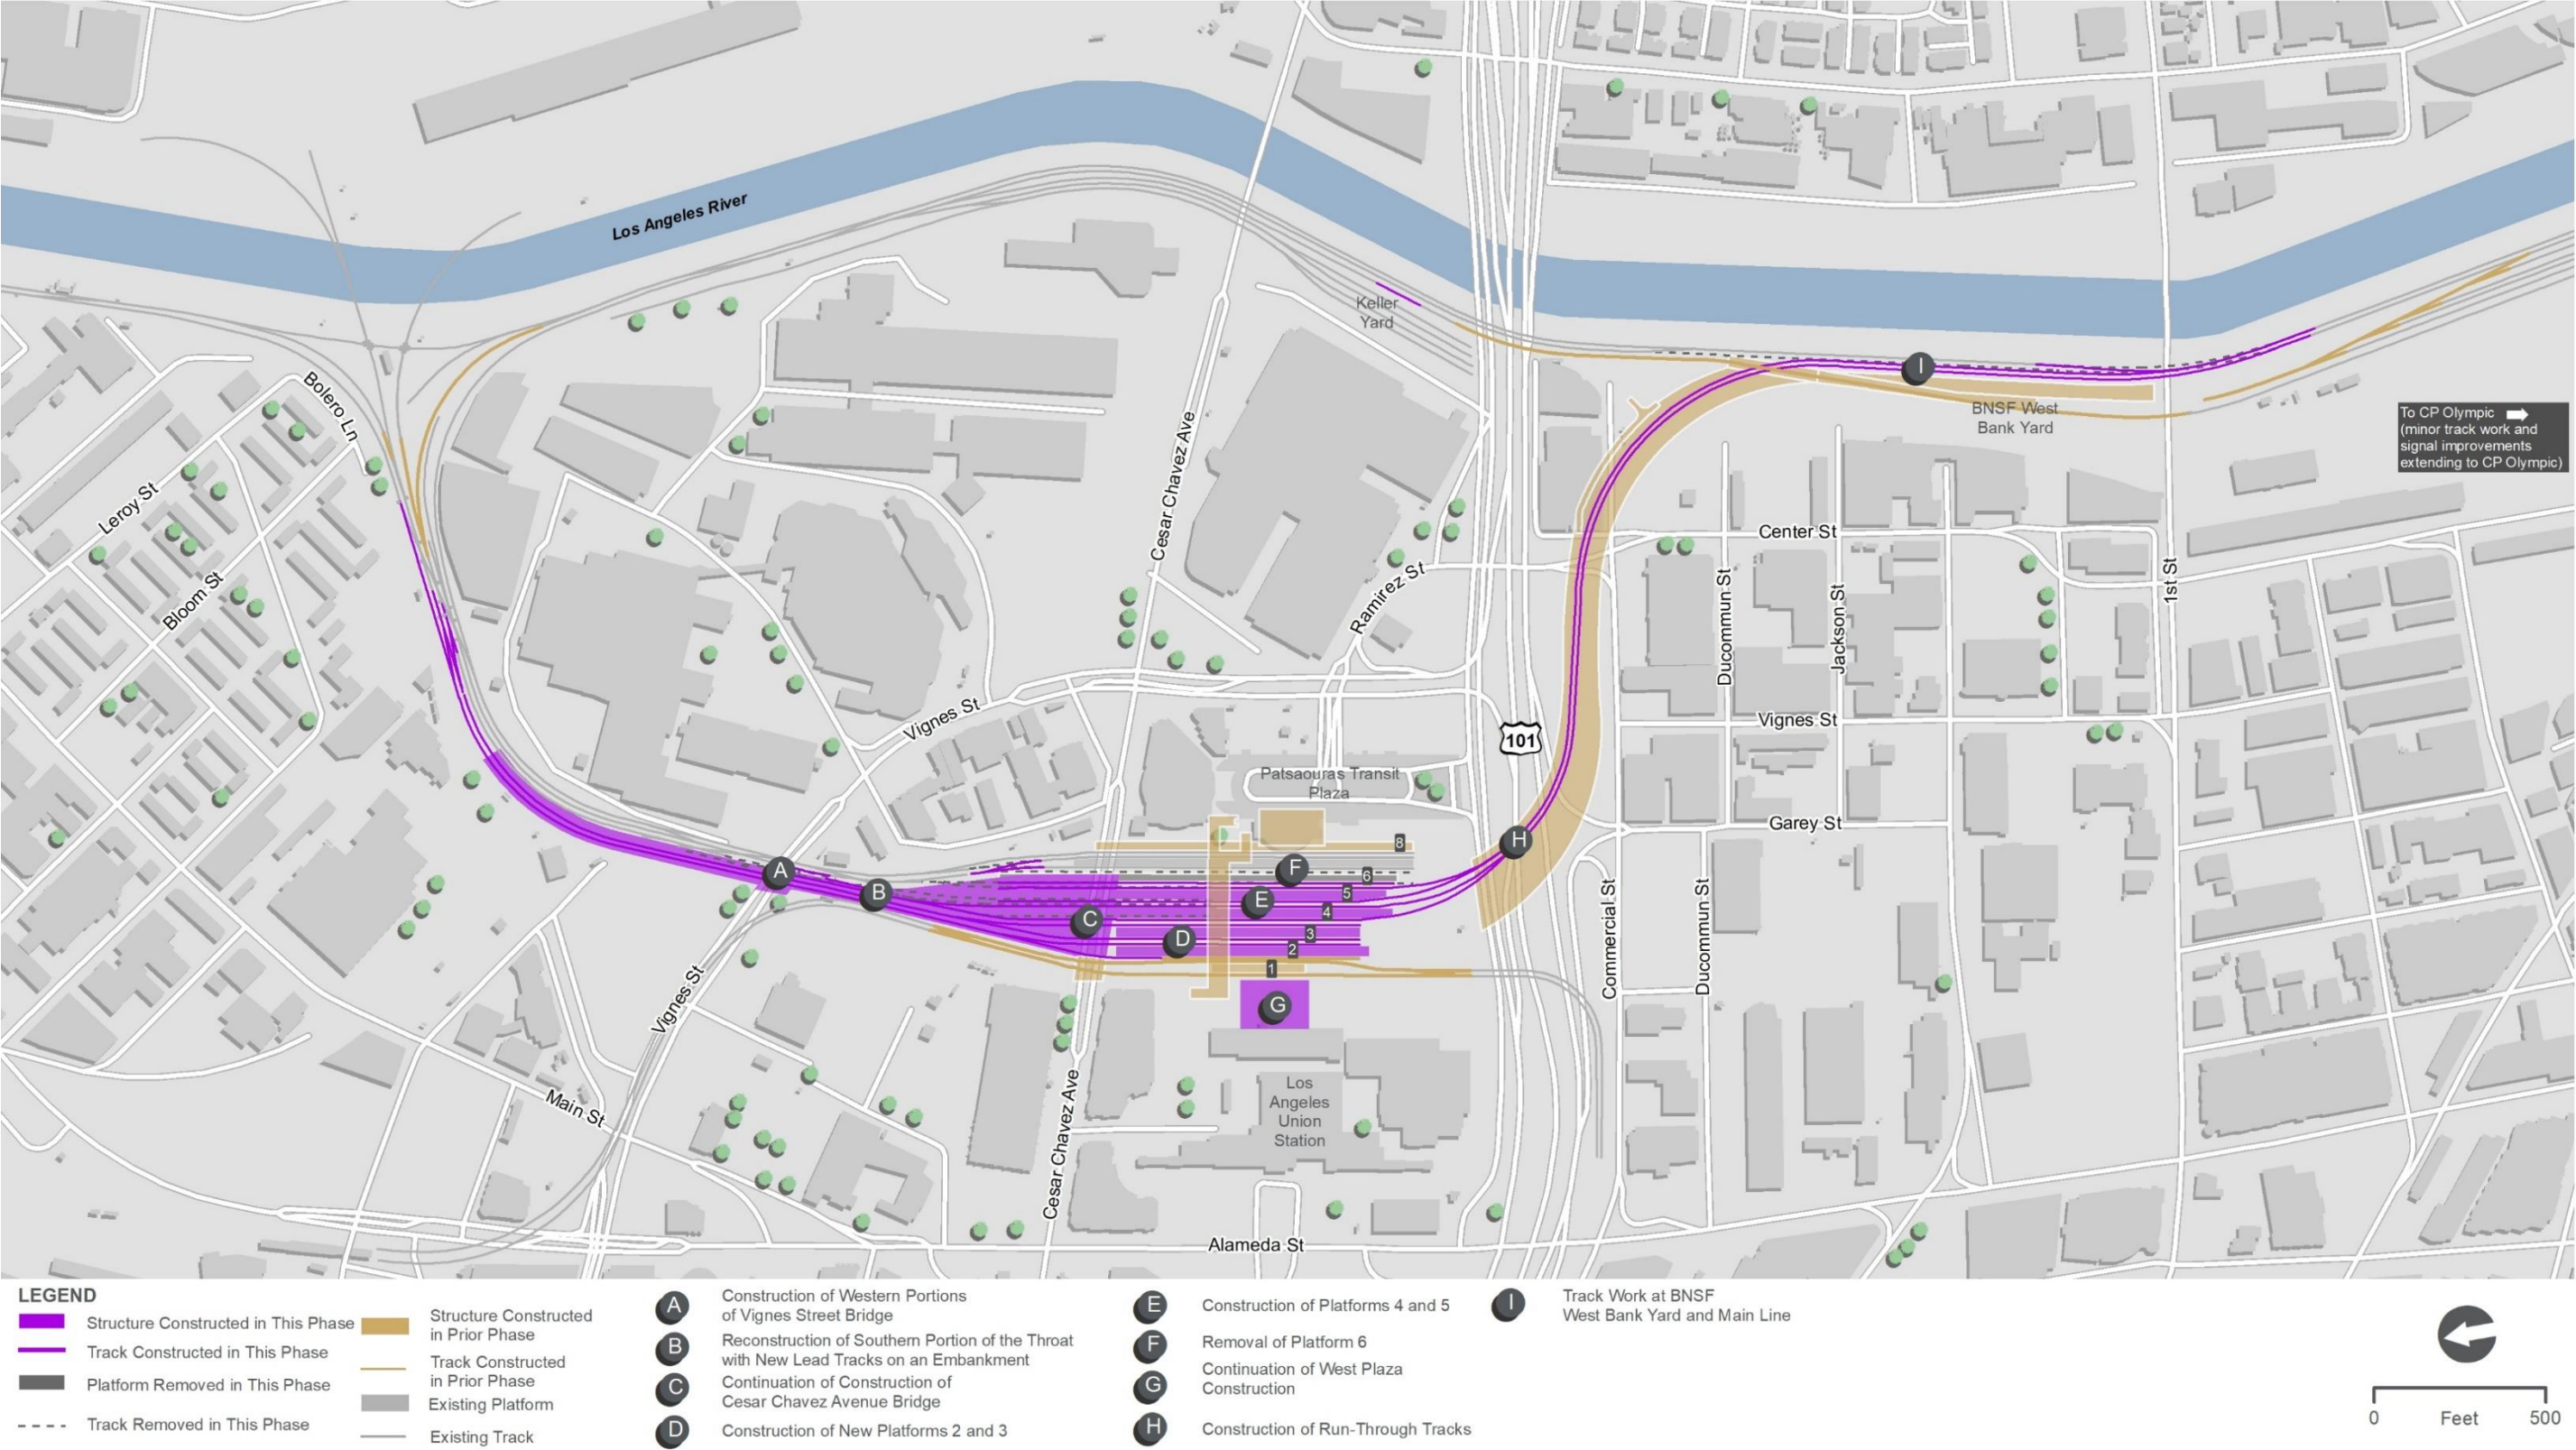 Los Angeles River
Keller
Yard
BNSF West
Bank Yard
To CP Olympic
(minor track work and
signal improvements
extending to CP Olympic)
Bolero Ln
Leroy St
Bloom St
Cesar Chavez Ave
Ramirez St
Center St
Ducommun St
Jackson St
1st St
Vignes St
Vignes St
101
Patsaouras Transit
Plaza
Garey St
I
H
A
B
C
D
E
F
G
8
6
5
4
3
2
1
Commercial St
Ducommun St
Vignes St
Main St
Cesar Chavez Ave
Los
Angeles
Union
Station
Alameda St
LEGEND
Structure Constructed in This Phase
Track Constructed in This Phase
Platform Removed in This Phase
Track Removed in This Phase
Structure Constructed
in Prior Phase
Track Constructed
in Prior Phase
Existing Platform
Existing Track
A Construction of Western Portions
of Vignes Street Bridge
B Reconstruction of Southern Portion of the Throat
with New Lead Tracks on an Embankment
C Continuation of Construction of
Cesar Chavez Avenue Bridge
D Construction of New Platforms 2 and 3
E Construction of Platforms 4 and 5
F Removal of Platform 6
G Continuation of West Plaza
Construction
H Construction of Run-Through Tracks
I Track Work at BNSF
West Bank Yard and Main Line
0 Feet 500